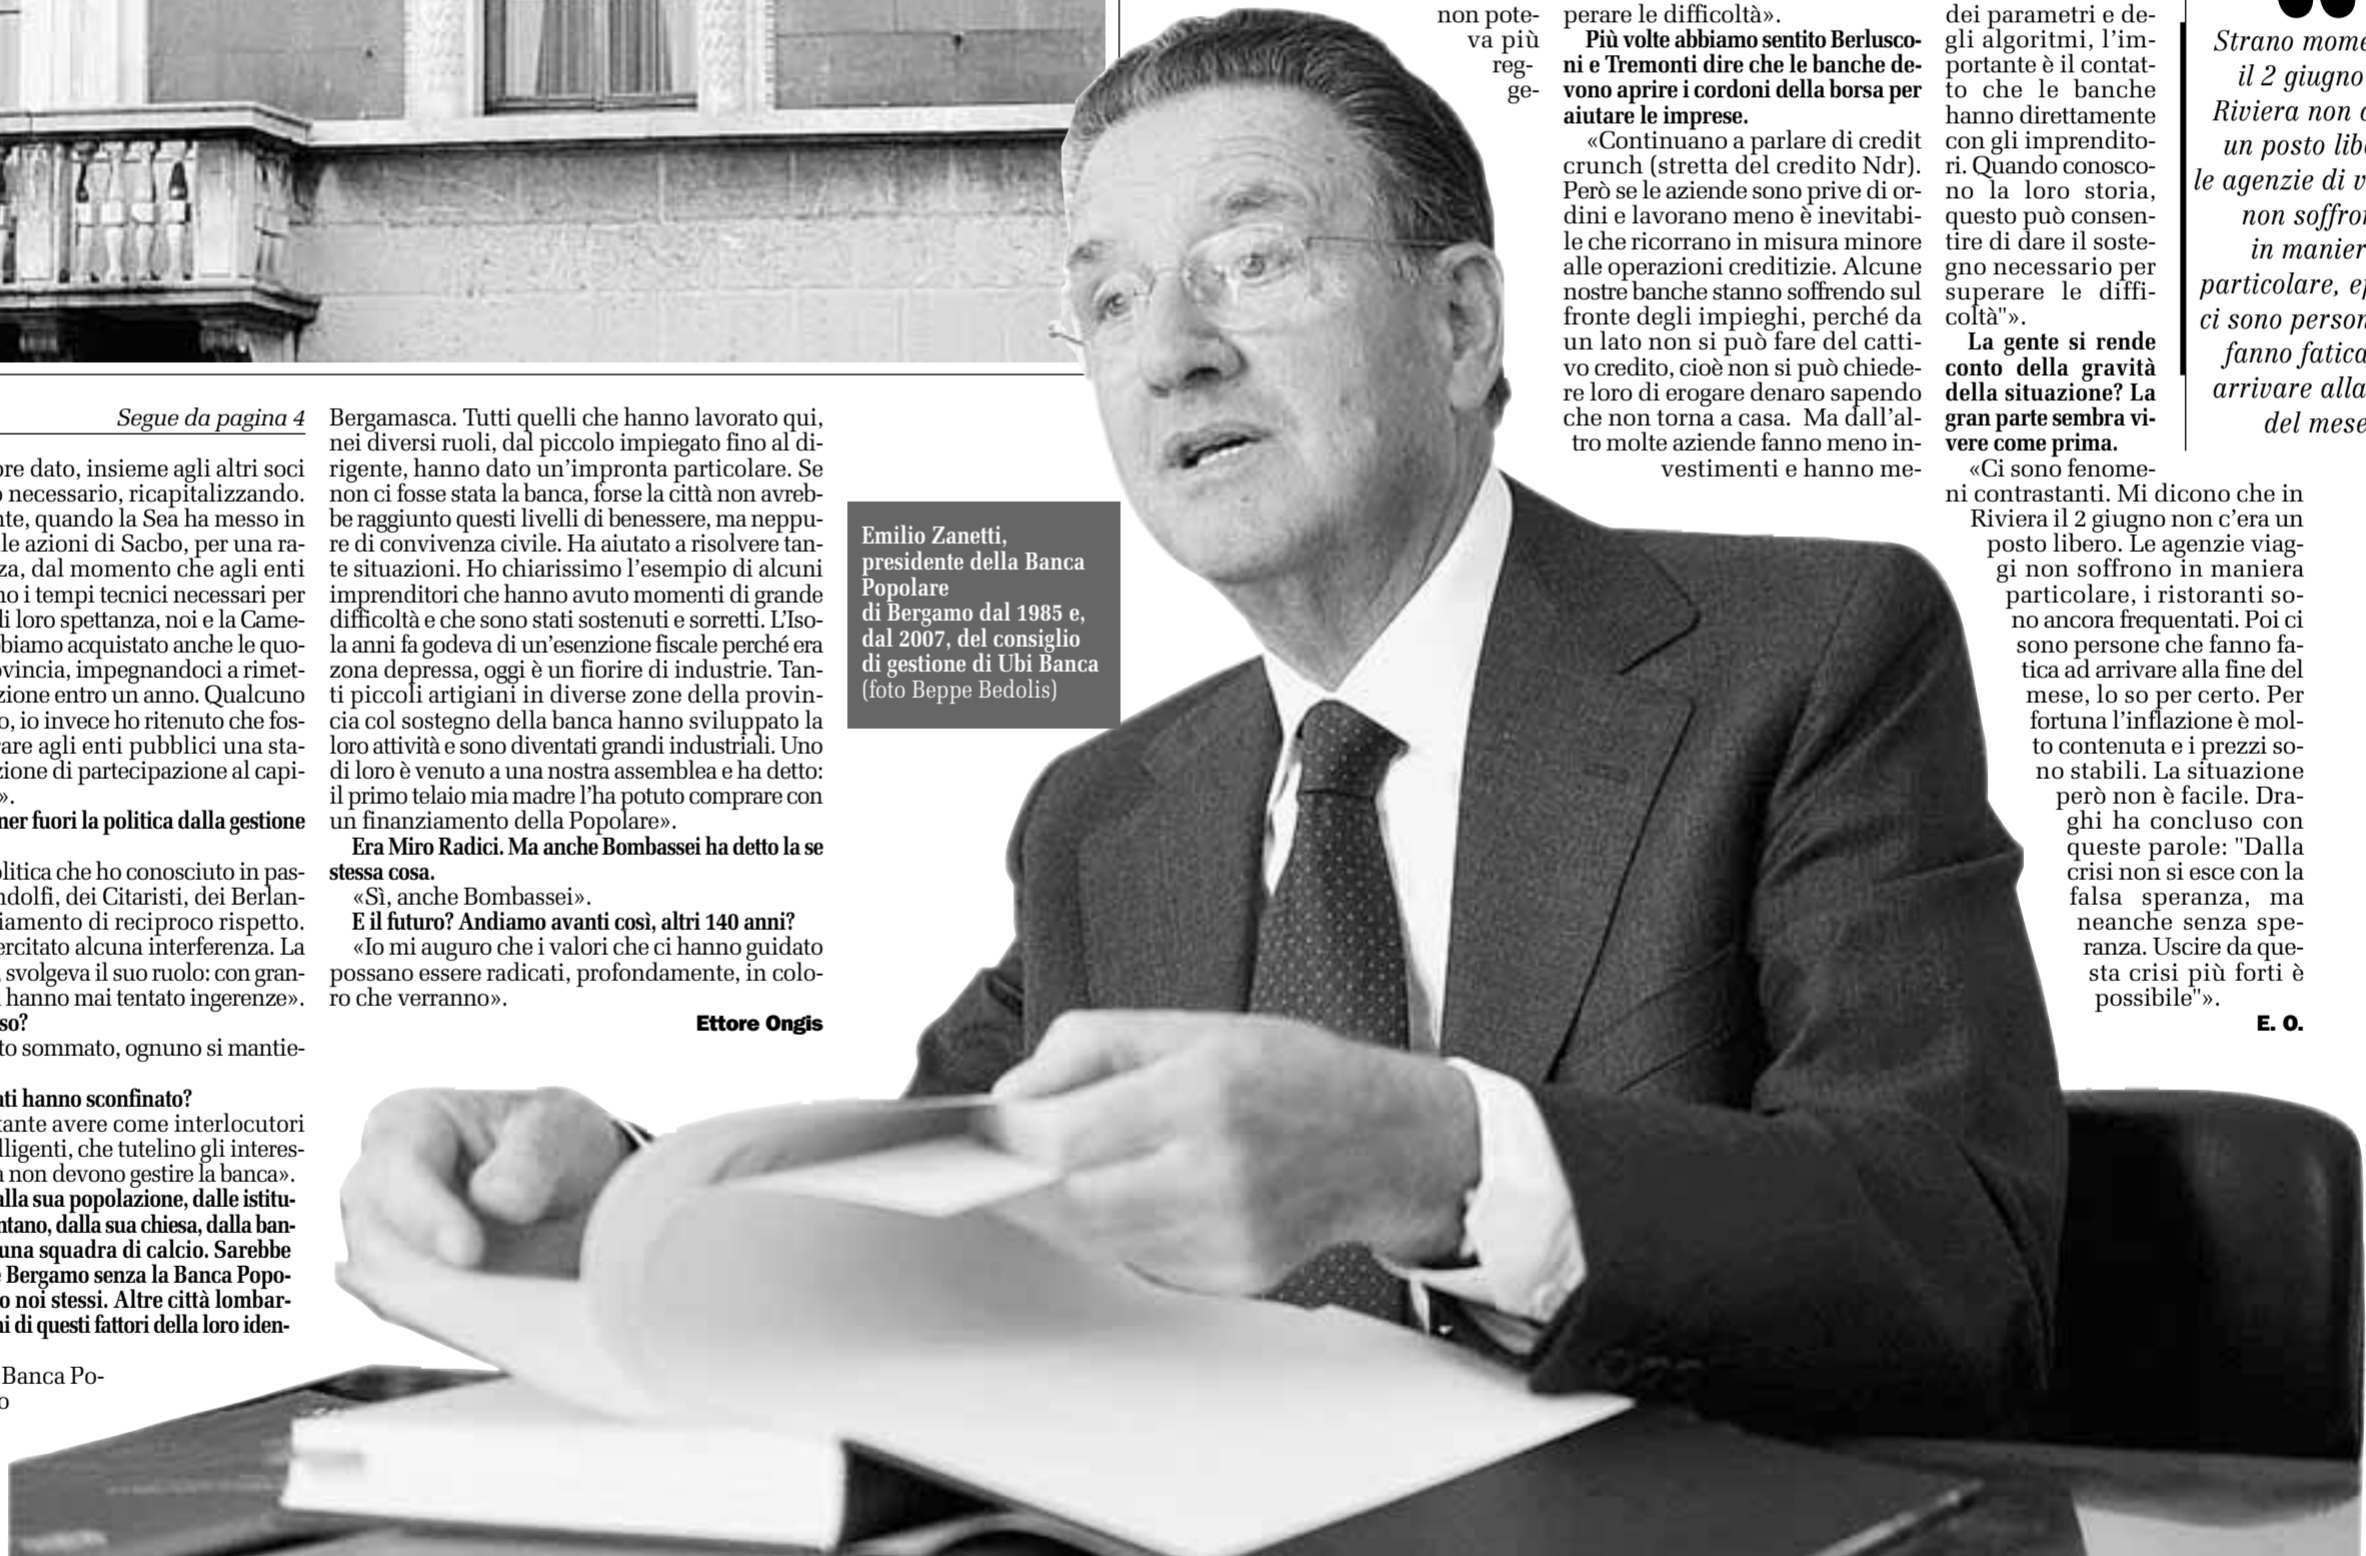 Segue da pagina 4
re dato, insieme agli altri soci
necessario, ricapitalizzando.
te, quando la Sea ha messo in
le azioni di Sacbo, per una ra-
za, dal momento che agli enti
no i tempi tecnici necessari per
di loro spettanza, noi e la Came-
bbiamo acquistato anche le quo-
vincia, impegnandoci a rimet-
zione entro un anno. Qualcuno
o, io invece ho ritenuto che fos-
rare agli enti pubblici una sta-
zione di partecipazione al capi-
».
ner fuori la politica dalla gestione
olitica che ho conosciuto in pas-
ndolfi, dei Citaristi, dei Berlan-
iamento di reciproco rispetto.
ercitato alcuna interferenza. La
, svolgeva il suo ruolo: con gran-
hanno mai tentato ingerenze».
so?
to sommato, ognuno si mantie-
ati hanno sconfinato?
tante avere come interlocutori
lligenti, che tutelino gli interes-
a non devono gestire la banca».
alla sua popolazione, dalle istitu-
ntano, dalla sua chiesa, dalla ban-
una squadra di calcio. Sarebbe
e Bergamo senza la Banca Popo-
o noi stessi. Altre città lombar-
ni di questi fattori della loro iden-
Banca Po-
o
Bergamasca. Tutti quelli che hanno lavorato qui,
nei diversi ruoli, dal piccolo impiegato fino al di-
rigente, hanno dato un'impronta particolare. Se
non ci fosse stata la banca, forse la città non avreb-
be raggiunto questi livelli di benessere, ma neppu-
re di convivenza civile. Ha aiutato a risolvere tan-
te situazioni. Ho chiarissimo l'esempio di alcuni
imprenditori che hanno avuto momenti di grande
difficoltà e che sono stati sostenuti e sorretti. L'Iso-
la anni fa godeva di un'esenzione fiscale perché era
zona depressa, oggi è un fiorire di industrie. Tan-
ti piccoli artigiani in diverse zone della provin-
cia col sostegno della banca hanno sviluppato la
loro attività e sono diventati grandi industriali. Uno
di loro è venuto a una nostra assemblea e ha detto:
il primo telaio mia madre l'ha potuto comprare con
un finanziamento della Popolare».
Era Miro Radici. Ma anche Bombassei ha detto la se
stessa cosa.
«Sì, anche Bombassei».
E il futuro? Andiamo avanti così, altri 140 anni?
«Io mi auguro che i valori che ci hanno guidato
possano essere radicati, profondamente, in colo-
ro che verranno».
Ettore Ongis
Emilio Zanetti,
presidente della Banca
Popolare
di Bergamo dal 1985 e,
dal 2007, del consiglio
di gestione di Ubi Banca
(foto Beppe Bedolis)
non pote-
va più
reg-
ge-
perare le difficoltà».
Più volte abbiamo sentito Berlusco-
ni e Tremonti dire che le banche de-
vono aprire i cordoni della borsa per
aiutare le imprese.
«Continuano a parlare di credit
crunch (stretta del credito Ndr).
Però se le aziende sono prive di or-
dini e lavorano meno è inevitabi-
le che ricorrano in misura minore
alle operazioni creditizie. Alcune
nostre banche stanno soffrendo sul
fronte degli impieghi, perché da
un lato non si può fare del catti-
vo credito, cioè non si può chiede-
re loro di erogare denaro sapendo
che non torna a casa. Ma dall'al-
tro molte aziende fanno meno in-
vestimenti e hanno me-
dei parametri e de-
gli algoritmi, l'im-
portante è il contat-
to che le banche
hanno direttamente
con gli imprendito-
ri. Quando conosco-
no la loro storia,
questo può consen-
tire di dare il soste-
gno necessario per
superare le diffi-
coltà"».
La gente si rende
conto della gravità
della situazione? La
gran parte sembra vi-
vere come prima.
«Ci sono fenome-
ni contrastanti. Mi dicono che in
Riviera il 2 giugno non c'era un
posto libero. Le agenzie viag-
gi non soffrono in maniera
particolare, i ristoranti so-
no ancora frequentati. Poi ci
sono persone che fanno fa-
tica ad arrivare alla fine del
mese, lo so per certo. Per
fortuna l'inflazione è mol-
to contenuta e i prezzi so-
no stabili. La situazione
però non è facile. Dra-
ghi ha concluso con
queste parole: "Dalla
crisi non si esce con la
falsa speranza, ma
neanche senza spe-
ranza. Uscire da que-
sta crisi più forti è
possibile"».
E. O.
Strano mome
il 2 giugno
Riviera non c
un posto lib
le agenzie di v
non soffro
in manier
particolare, e
ci sono person
fanno fatica
arrivare alla
del mese